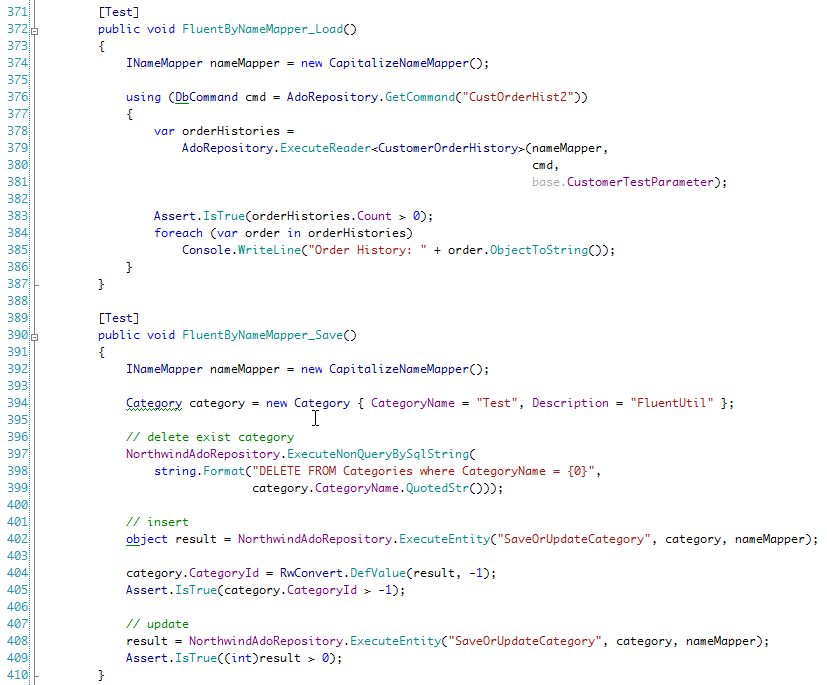 371         [Test]
372         public void FluentByNameMapper_Load()
373         {
374             INameMapper nameMapper = new CapitalizeNameMapper();
375
376             using (DbCommand cmd = AdoRepository.GetCommand("CustOrderHist2"))
377             {
378                 var orderHistories =
379                     AdoRepository.ExecuteReader<CustomerOrderHistory>(nameMapper,
380                                                                       cmd,
381                                                                       base.CustomerTestParameter);
382
383                 Assert.IsTrue(orderHistories.Count > 0);
384                 foreach (var order in orderHistories)
385                     Console.WriteLine("Order History: " + order.ObjectToString());
386             }
387         }
388
389         [Test]
390         public void FluentByNameMapper_Save()
391         {
392             INameMapper nameMapper = new CapitalizeNameMapper();
393
394             Category category = new Category { CategoryName = "Test", Description = "FluentUtil" };
395
396             // delete exist category
397             NorthwindAdoRepository.ExecuteNonQueryBySqlString(
398                 string.Format("DELETE FROM Categories where CategoryName = {0}",
399                               category.CategoryName.QuotedStr()));
400
401             // insert
402             object result = NorthwindAdoRepository.ExecuteEntity("SaveOrUpdateCategory", category, nameMapper);
403
404             category.CategoryId = RwConvert.DefValue(result, -1);
405             Assert.IsTrue(category.CategoryId > -1);
406
407             // update
408             result = NorthwindAdoRepository.ExecuteEntity("SaveOrUpdateCategory", category, nameMapper);
409             Assert.IsTrue((int)result > 0);
410         }